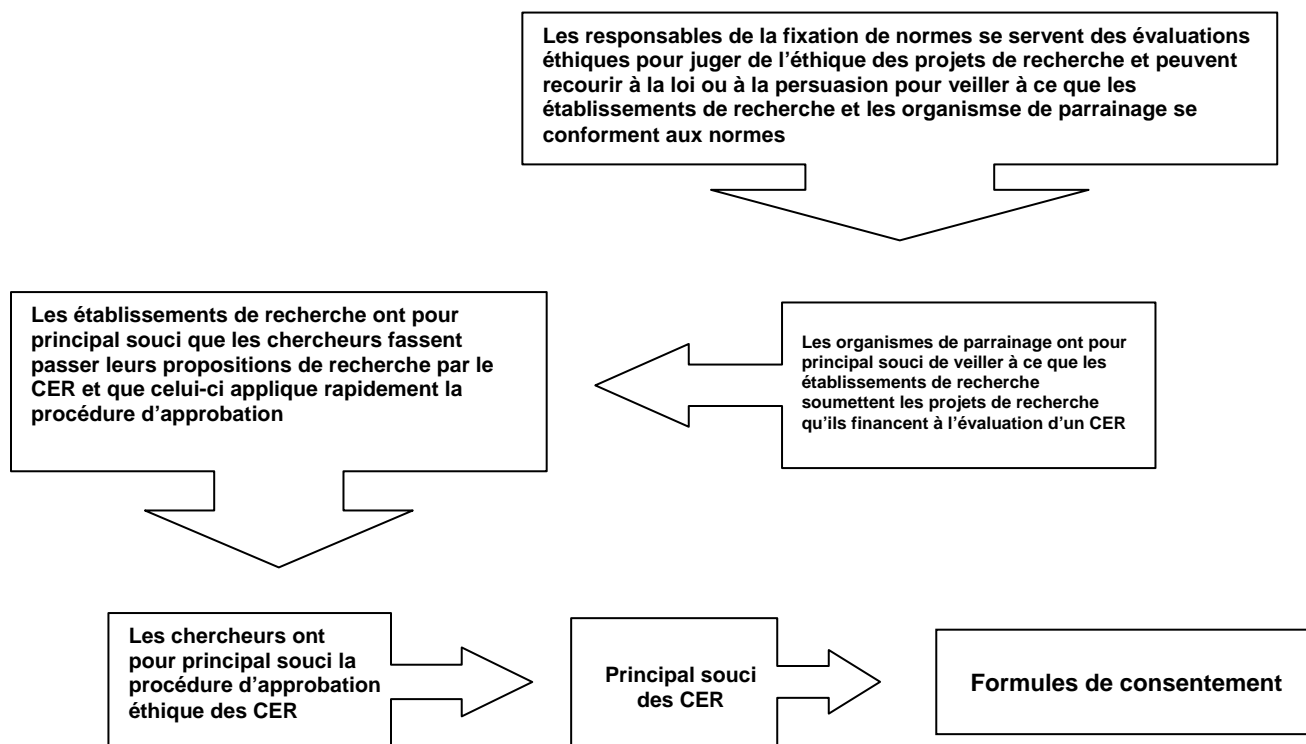 Les responsables de la fixation de normes se servent des évaluations
éthiques pour juger de l'éthique des projets de recherche et peuvent
recourir à la loi ou à la persuasion pour veiller à ce que les
établissements de recherche et les organismse de parrainage se
conforment aux normes
Les organismes de parrainage ont pour
principal souci de veiller à ce que les
établissements de recherche
soumettent les projets de recherche
qu'ils financent à l'évaluation d'un CER
Les établissements de recherche ont pour
principal souci que les chercheurs fassent
passer leurs propositions de recherche par le
CER et que celui-ci applique rapidement la
procédure d'approbation
Les chercheurs ont
pour principal souci la
procédure d'approbation
éthique des CER
Principal souci
des CER
Formules de consentement